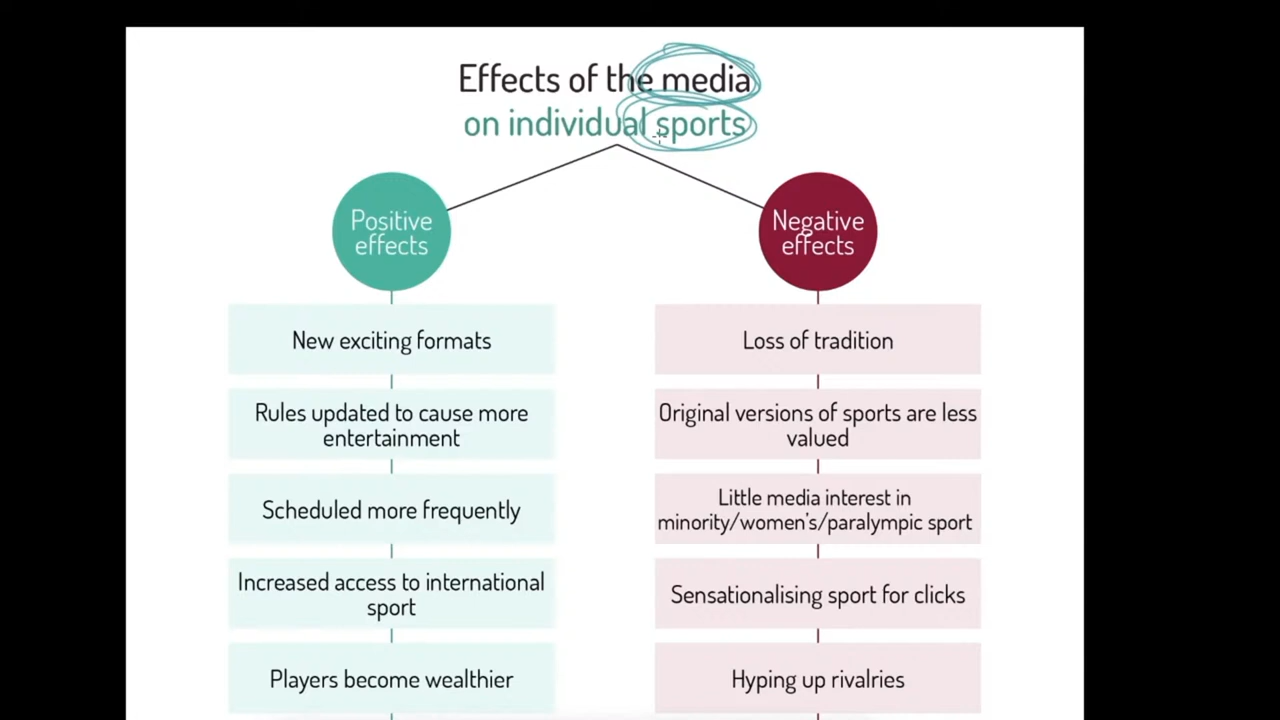 Effects of the media
on individual sports
Positive
effects
New exciting formats
Rules updated to cause more
entertainment
Scheduled more frequently
Increased access to international
sport
Players become wealthier
Negative
effects
Loss of tradition
Original versions of sports are less
valued
Little media interest in
minority/women's/paralympic sport
Sensationalising sport for clicks
Hyping up rivalries